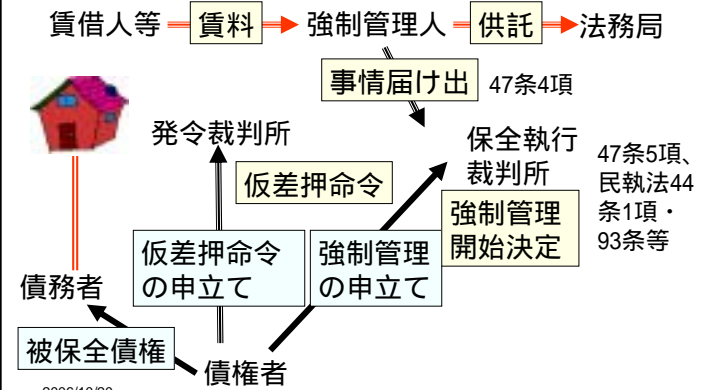 賃借人等
賃料
強制管理人
供託
法務局
事情届け出
47条4項
発令裁判所
保全執行
裁判所
47条5項、
民執法44
条1項・
93条等
仮差押命令
強制管理
開始決定
仮差押命令
の申立て
強制管理
の申立て
債務者
被保全債権
債権者